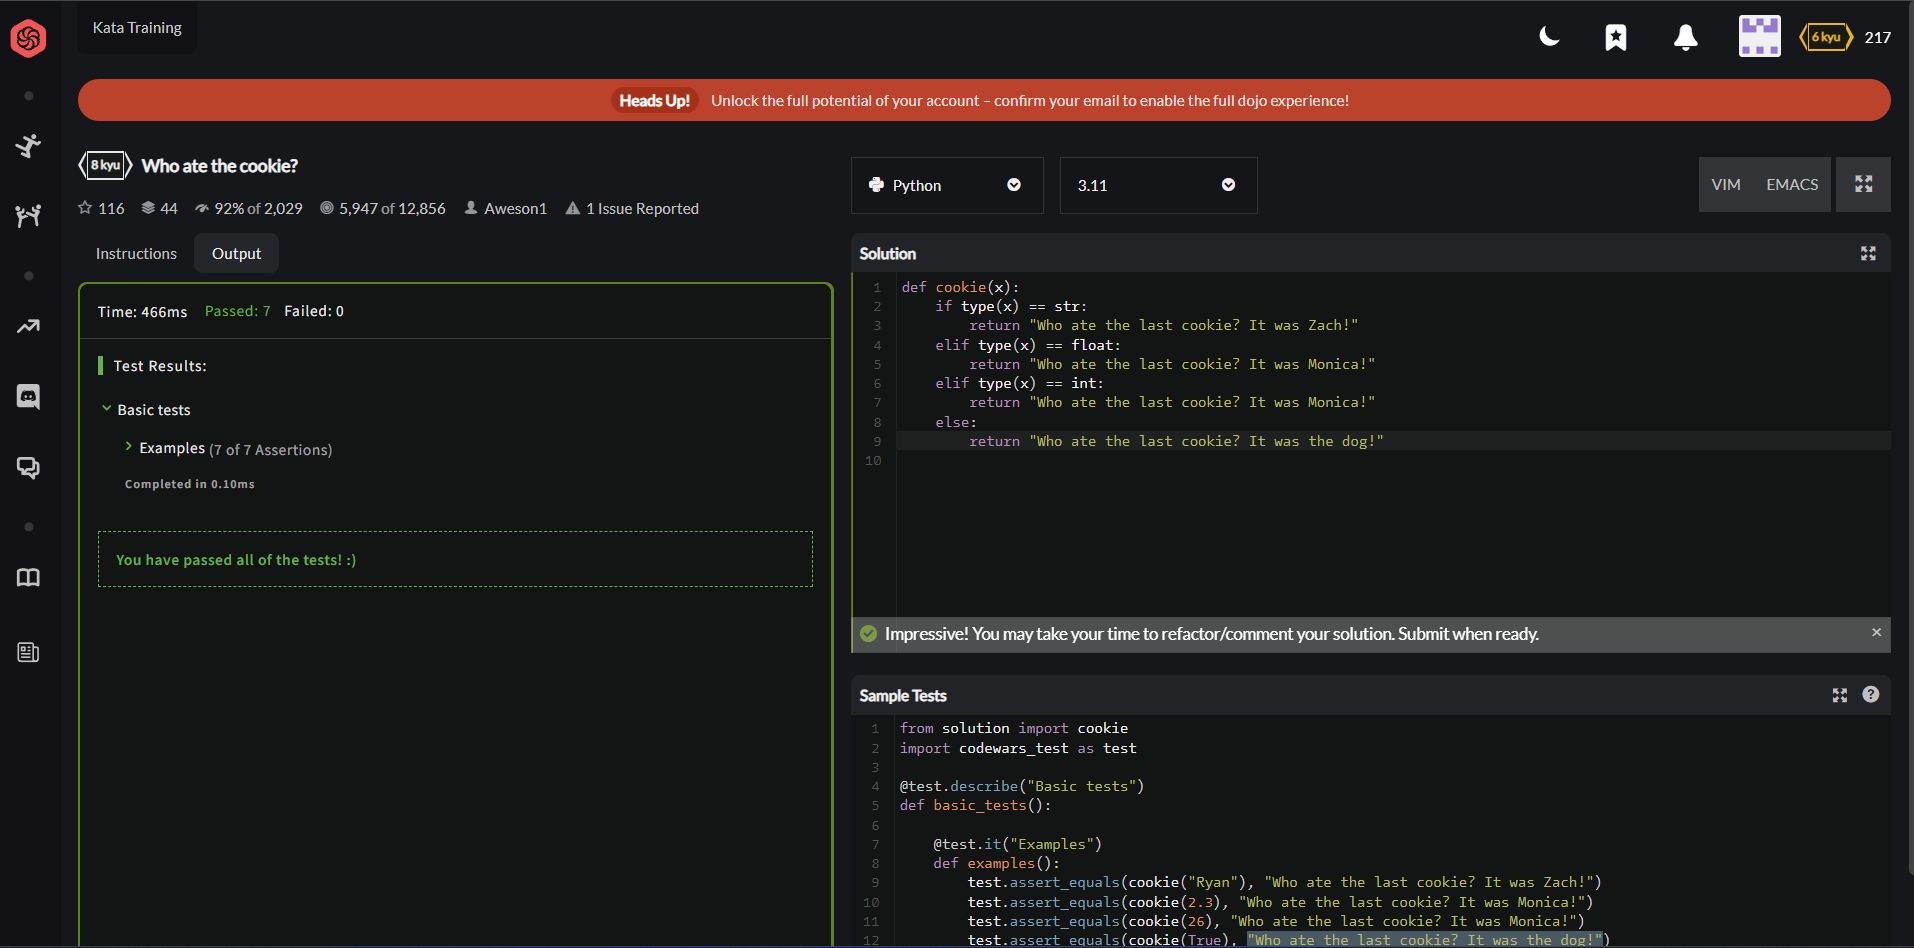 Kata Training
6 kyu 217
Heads Up! Unlock the full potential of your account – confirm your email to enable the full dojo experience!
8 kyu Who ate the cookie?
116 44 92% of 2,029 5,947 of 12,856 Aweson1 1 Issue Reported
Instructions Output
Time: 466ms Passed: 7 Failed: 0
Test Results:
Basic tests
Examples (7 of 7 Assertions)
Completed in 0.10ms
You have passed all of the tests! :)
Python 3.11 VIM EMACS
Solution
1 def cookie(x):
2     if type(x) == str:
3         return "Who ate the last cookie? It was Zach!"
4     elif type(x) == float:
5         return "Who ate the last cookie? It was Monica!"
6     elif type(x) == int:
7         return "Who ate the last cookie? It was Monica!"
8     else:
9         return "Who ate the last cookie? It was the dog!"
10
Impressive! You may take your time to refactor/comment your solution. Submit when ready. ×
Sample Tests ?
1 from solution import cookie
2 import codewars_test as test
3
4 @test.describe("Basic tests")
5 def basic_tests():
6
7     @test.it("Examples")
8     def examples():
9         test.assert_equals(cookie("Ryan"), "Who ate the last cookie? It was Zach!")
10         test.assert_equals(cookie(2.3), "Who ate the last cookie? It was Monica!")
11         test.assert_equals(cookie(26), "Who ate the last cookie? It was Monica!")
12         test.assert_equals(cookie(True), "Who ate the last cookie? It was the dog!")